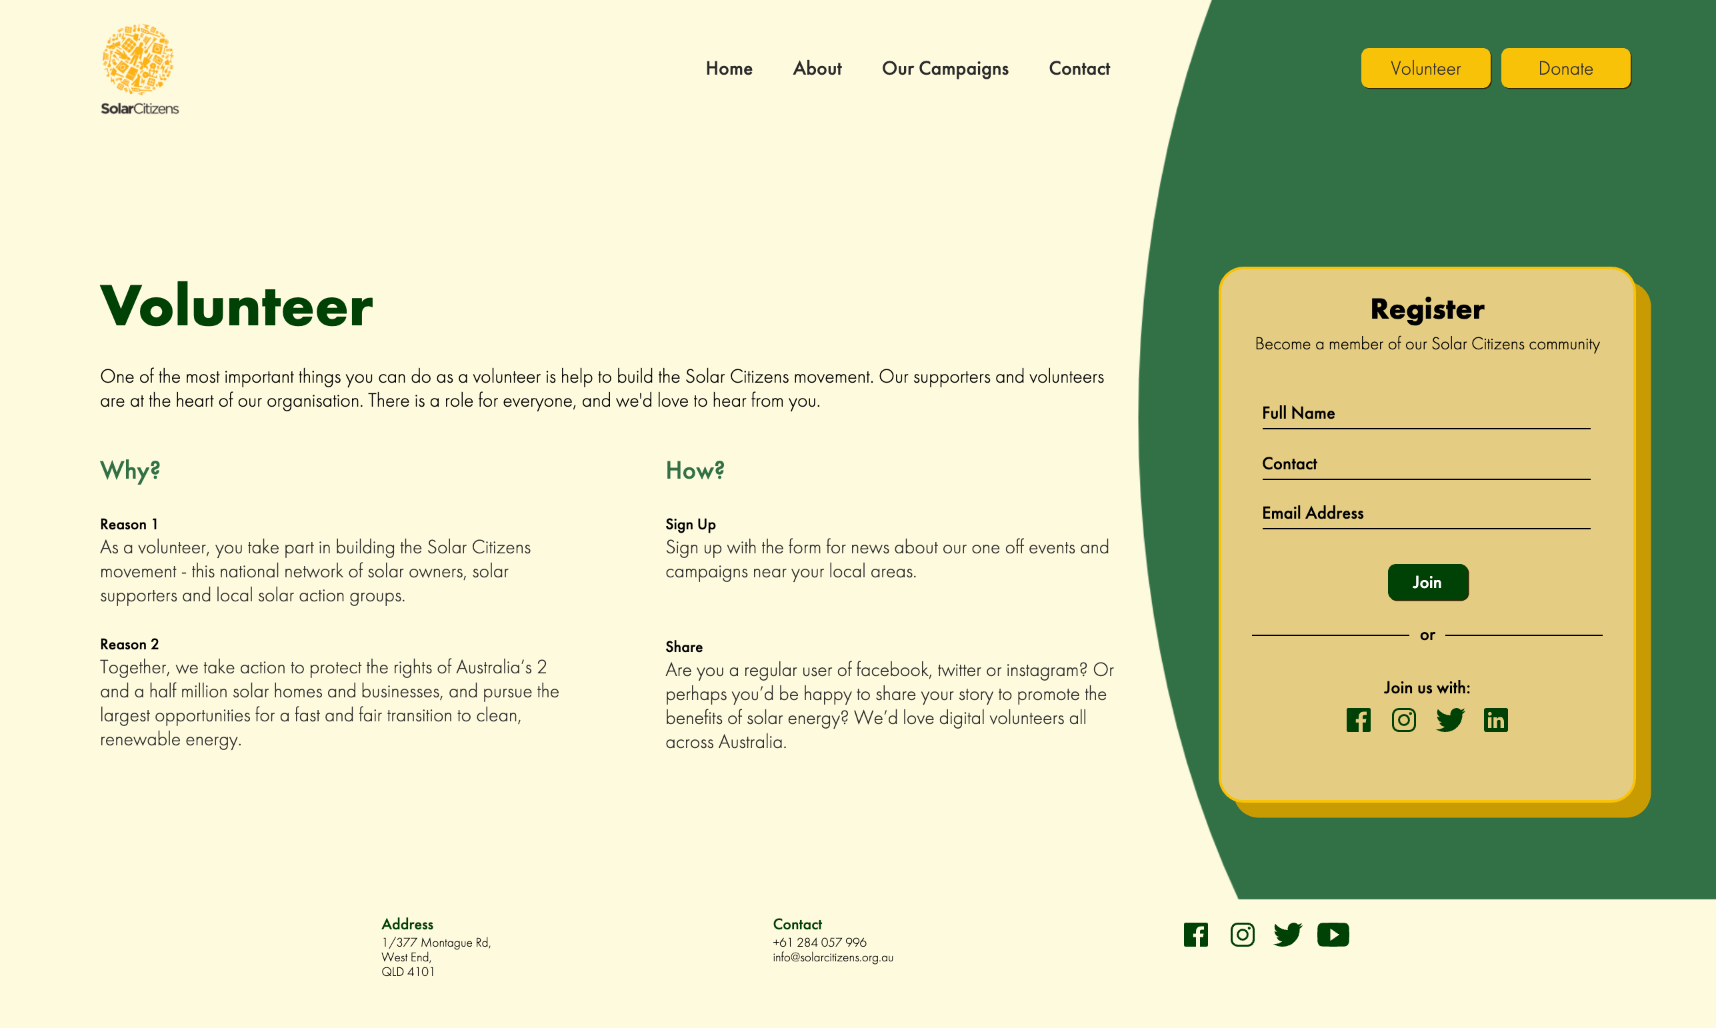 SolarCitizens
Home
About
Our Campaigns
Contact
Volunteer
Donate
Volunteer
One of the most important things you can do as a volunteer is help to build the Solar Citizens movement. Our supporters and volunteers
are at the heart of our organisation. There is a role for everyone, and we'd love to hear from you.
Why?
Reason 1
As a volunteer, you take part in building the Solar Citizens
movement - this national network of solar owners, solar
supporters and local solar action groups.
Reason 2
Together, we take action to protect the rights of Australia’s 2
and a half million solar homes and businesses, and pursue the
largest opportunities for a fast and fair transition to clean,
renewable energy.
How?
Sign Up
Sign up with the form for news about our one off events and
campaigns near your local areas.
Share
Are you a regular user of facebook, twitter or instagram? Or
perhaps you’d be happy to share your story to promote the
benefits of solar energy? We’d love digital volunteers all
across Australia.
Register
Become a member of our Solar Citizens community
Full Name
Contact
Email Address
Join
or
Join us with:
Address
1/377 Montague Rd,
West End,
QLD 4101
Contact
+61 284 057 996
info@solarcitizens.org.au